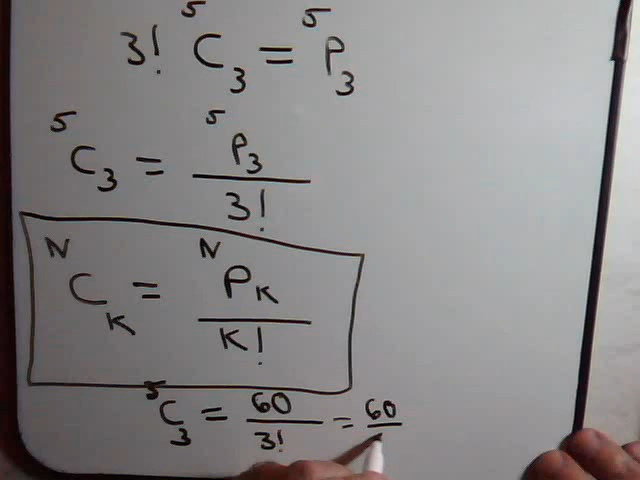 3! ⁵C₃ = ⁵P₃
⁵C₃ = ⁵P₃ / 3!
ᴺCₖ = ᴺPₖ / K!
⁵C₃ = 60 / 3! = 60 /